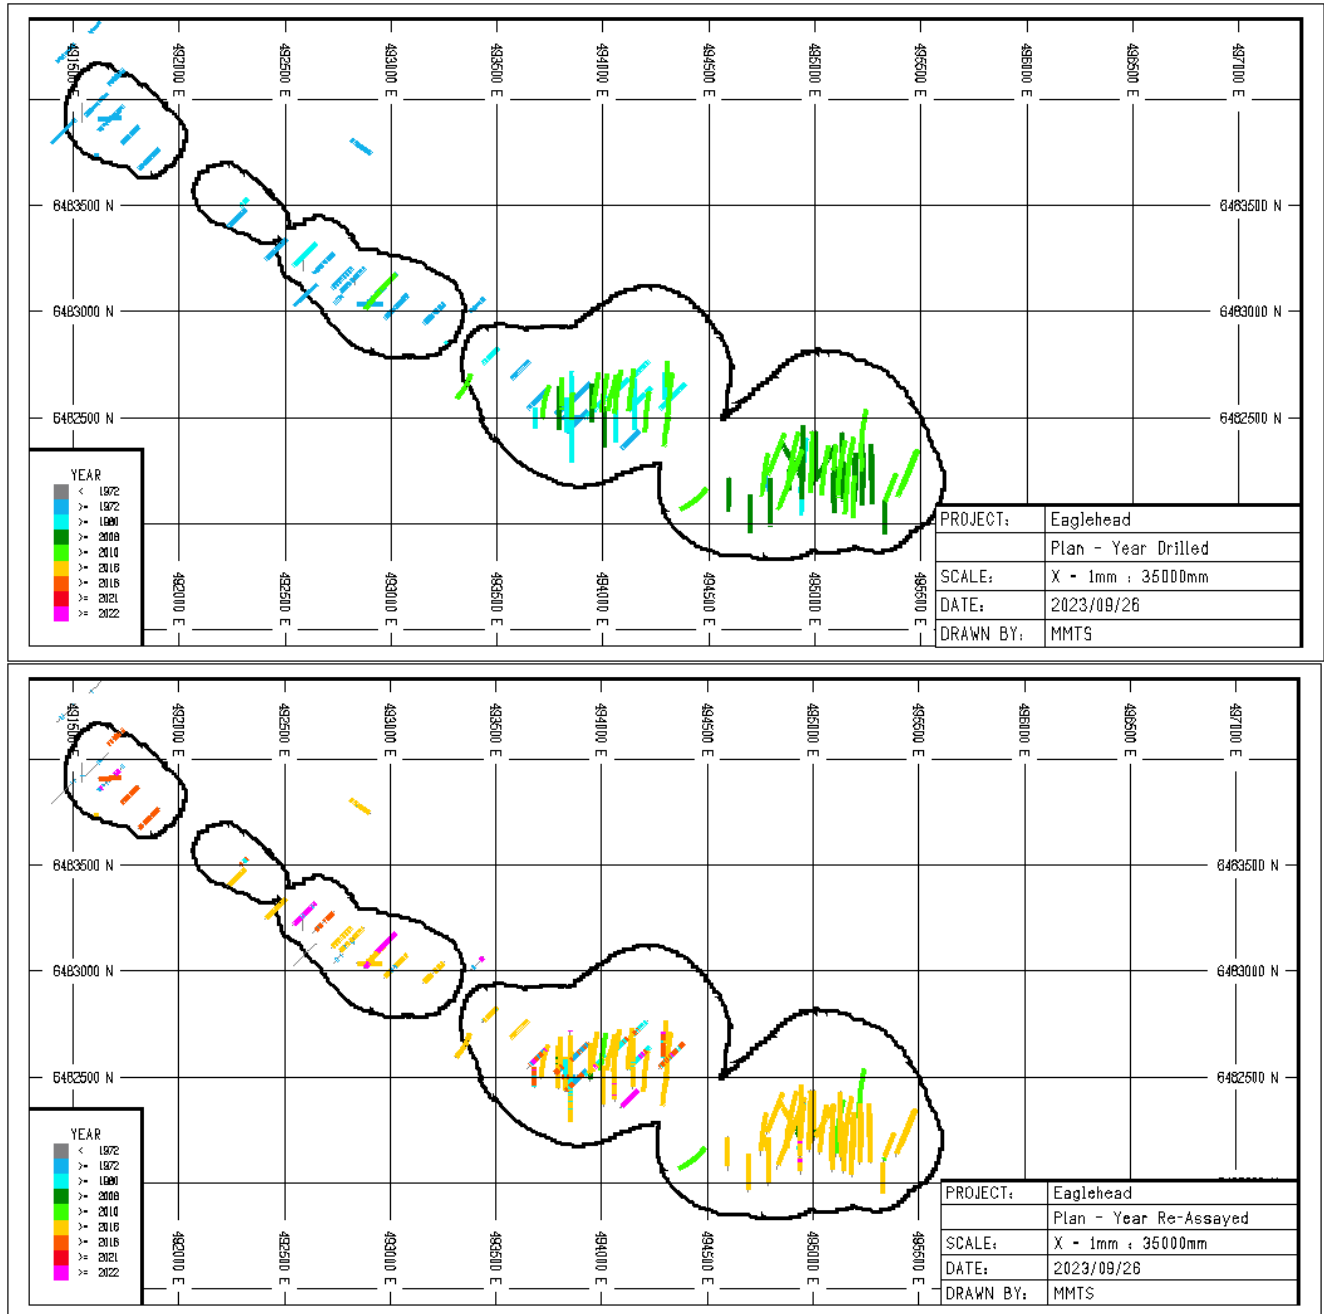 491500 E 492000 E 492500 E 493000 E 493500 E 494000 E 494500 E 495000 E 495500 E 496000 E 496500 E 497000 E
6483500 N 6483500 N
6483000 N 6483000 N
6482500 N 6482500 N
YEAR
< 1972
>= 1972
>= 1980
>= 2008
>= 2010
>= 2016
>= 2018
>= 2021
>= 2022
492000 E 492500 E 493000 E 493500 E 494000 E 494500 E 495000 E 495500 E
PROJECT: Eaglehead
Plan - Year Drilled
SCALE: X - 1mm : 35000mm
DATE: 2023/09/26
DRAWN BY: MMTS
491500 E 492000 E 492500 E 493000 E 493500 E 494000 E 494500 E 495000 E 495500 E 496000 E 496500 E 497000 E
6483500 N 6483500 N
6483000 N 6483000 N
6482500 N 6482500 N
YEAR
< 1972
>= 1972
>= 1980
>= 2008
>= 2010
>= 2016
>= 2018
>= 2021
>= 2022
492000 E 492500 E 493000 E 493500 E 494000 E 494500 E 495000 E 495500 E
PROJECT: Eaglehead
Plan - Year Re-Assayed
SCALE: X - 1mm : 35000mm
DATE: 2023/09/26
DRAWN BY: MMTS